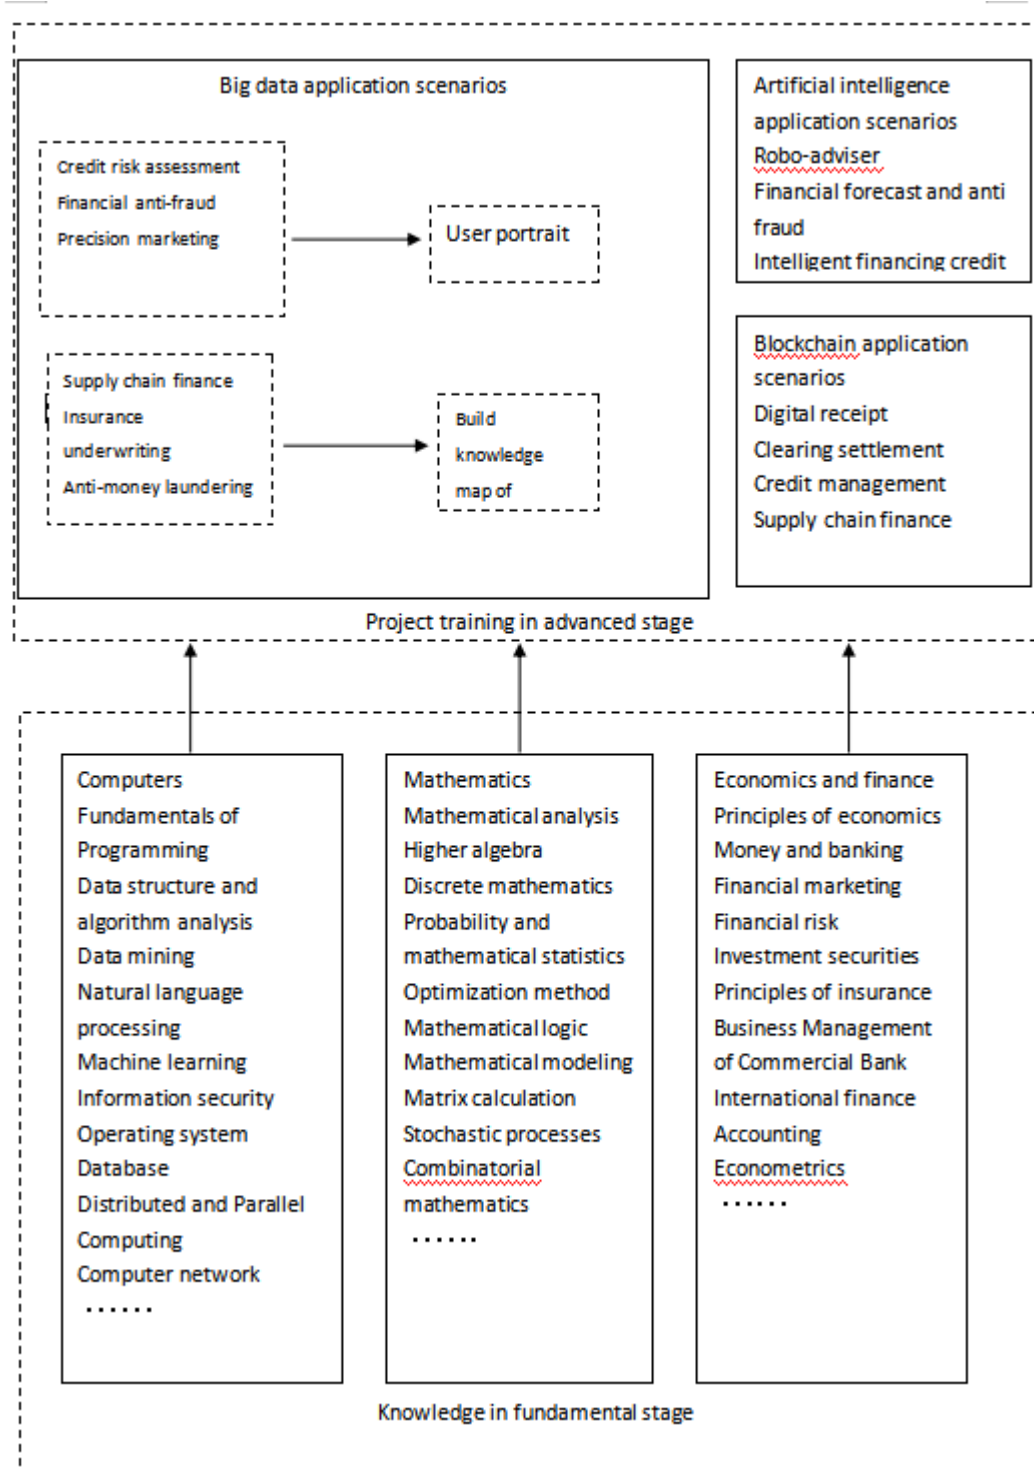 Big data application scenarios
Credit risk assessment
Financial anti-fraud
Precision marketing
User portrait
Supply chain finance
Insurance
underwriting
Anti-money laundering
Build
knowledge
map of
Artificial intelligence
application scenarios
Robo-adviser
Financial forecast and anti
fraud
Intelligent financing credit
Blockchain application
scenarios
Digital receipt
Clearing settlement
Credit management
Supply chain finance
Project training in advanced stage
Computers
Fundamentals of
Programming
Data structure and
algorithm analysis
Data mining
Natural language
processing
Machine learning
Information security
Operating system
Database
Distributed and Parallel
Computing
Computer network
......
Mathematics
Mathematical analysis
Higher algebra
Discrete mathematics
Probability and
mathematical statistics
Optimization method
Mathematical logic
Mathematical modeling
Matrix calculation
Stochastic processes
Combinatorial
mathematics
......
Economics and finance
Principles of economics
Money and banking
Financial marketing
Financial risk
Investment securities
Principles of insurance
Business Management
of Commercial Bank
International finance
Accounting
Econometrics
......
Knowledge in fundamental stage